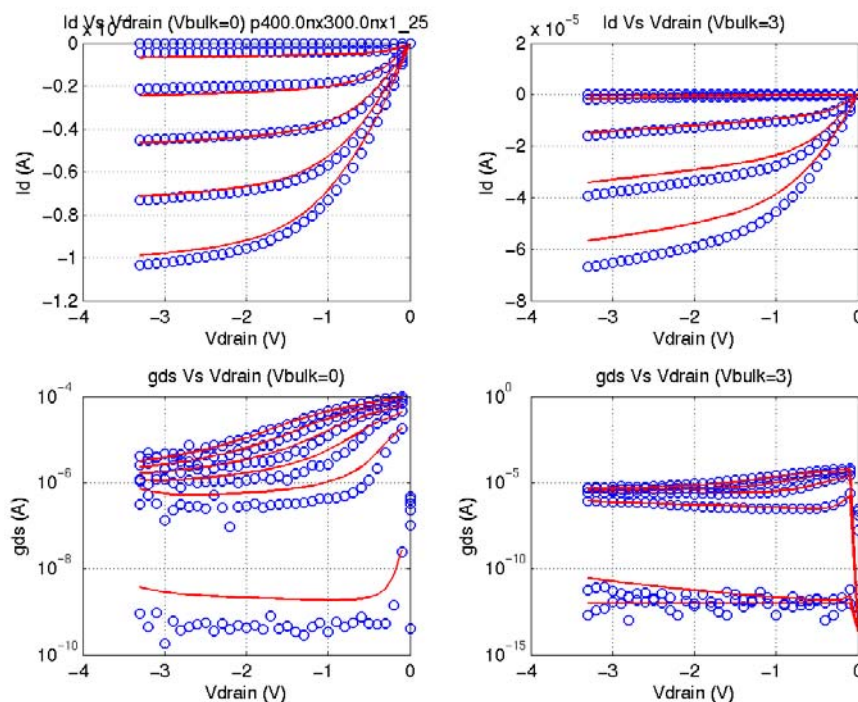 Id Vs Vdrain (Vbulk=0) p400.0nx300.0nx1_25
0
−0.2
−0.4
−0.6
−0.8
−1
−1.2
Id (A)
−4 −3 −2 −1 0
Vdrain (V)
Id Vs Vdrain (Vbulk=3)
x 10⁻⁵
2
0
−2
−4
−6
−8
Id (A)
−4 −3 −2 −1 0
Vdrain (V)
gds Vs Vdrain (Vbulk=0)
10⁻⁴
10⁻⁶
10⁻⁸
10⁻¹⁰
gds (A)
−4 −3 −2 −1 0
Vdrain (V)
gds Vs Vdrain (Vbulk=3)
10⁰
10⁻⁵
10⁻¹⁰
10⁻¹⁵
gds (A)
−4 −3 −2 −1 0
Vdrain (V)